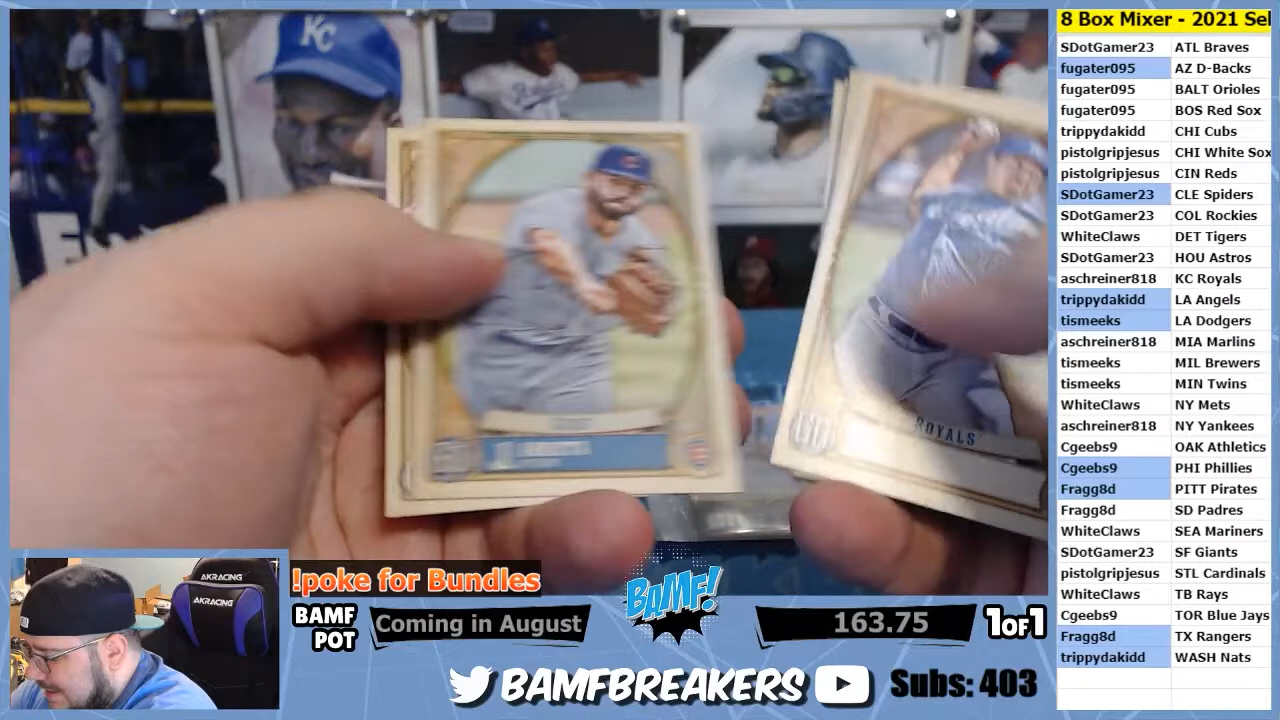 8 Box Mixer - 2021 Sel
SDotGamer23 ATL Braves
fugater095 AZ D-Backs
fugater095 BALT Orioles
fugater095 BOS Red Sox
trippydakidd CHI Cubs
pistolgripjesus CHI White Sox
pistolgripjesus CIN Reds
SDotGamer23 CLE Spiders
SDotGamer23 COL Rockies
WhiteClaws DET Tigers
SDotGamer23 HOU Astros
aschreiner818 KC Royals
trippydakidd LA Angels
tismeeks LA Dodgers
aschreiner818 MIA Marlins
tismeeks MIL Brewers
tismeeks MIN Twins
WhiteClaws NY Mets
aschreiner818 NY Yankees
Cgeebs9 OAK Athletics
Cgeebs9 PHI Phillies
Fragg8d PITT Pirates
Fragg8d SD Padres
WhiteClaws SEA Mariners
SDotGamer23 SF Giants
pistolgripjesus STL Cardinals
WhiteClaws TB Rays
Cgeebs9 TOR Blue Jays
Fragg8d TX Rangers
trippydakidd WASH Nats
KC
ROYALS
AKRACING
AKRACING
!poke for Bundles
BAMF POT
Coming in August
BAMF!
163.75
1OF1
BAMFBREAKERS
Subs: 403